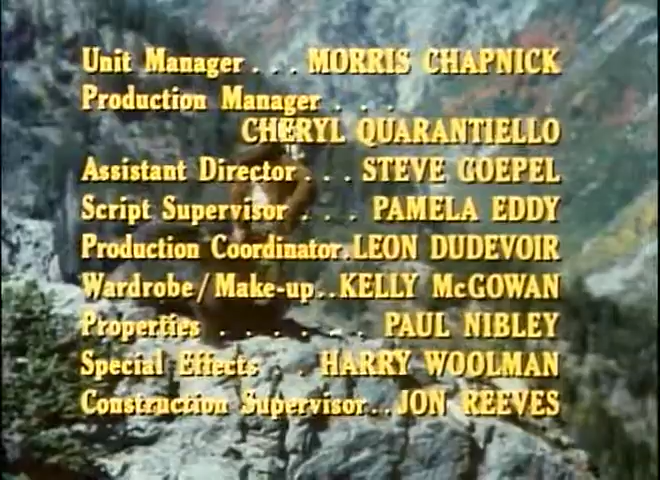 Unit Manager . . . MORRIS CHAPNICK
Production Manager . . .
CHERYL QUARANTIELLO
Assistant Director . . . STEVE GOEPEL
Script Supervisor . . . PAMELA EDDY
Production Coordinator . LEON DUDEVOIR
Wardrobe/Make-up . . KELLY McGOWAN
Properties . . . . . . PAUL NIBLEY
Special Effects . . HARRY WOOLMAN
Construction Supervisor . . JON REEVES